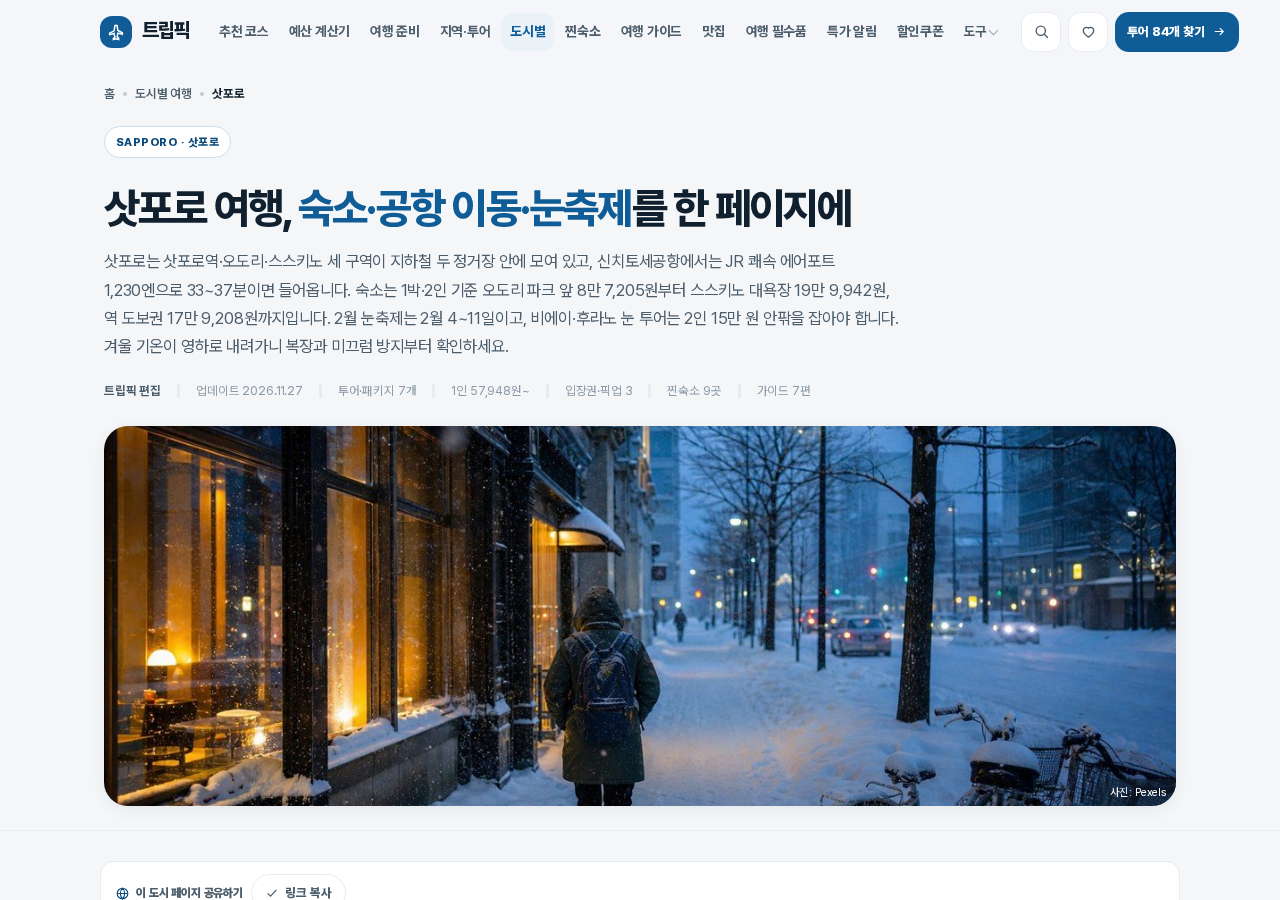 트립픽
추천 코스 예산 계산기 여행 준비 지역·투어 도시별 찐숙소 여행 가이드 맛집 여행 필수품 특가 알림 할인쿠폰 도구 투어 84개 찾기 →
홈 • 도시별 여행 • 삿포로
SAPPORO · 삿포로
삿포로 여행, 숙소·공항 이동·눈축제를 한 페이지에
삿포로는 삿포로역·오도리·스스키노 세 구역이 지하철 두 정거장 안에 모여 있고, 신치토세공항에서는 JR 쾌속 에어포트
1,230엔으로 33~37분이면 들어옵니다. 숙소는 1박·2인 기준 오도리 파크 앞 8만 7,205원부터 스스키노 대욕장 19만 9,942원,
역 도보권 17만 9,208원까지입니다. 2월 눈축제는 2월 4~11일이고, 비에이·후라노 눈 투어는 2인 15만 원 안팎을 잡아야 합니다.
겨울 기온이 영하로 내려가니 복장과 미끄럼 방지부터 확인하세요.
트립픽 편집 업데이트 2026.11.27 투어·패키지 7개 1인 57,948원~ 입장권·픽업 3 찐숙소 9곳 가이드 7편
사진: Pexels
이 도시 페이지 공유하기 링크 복사